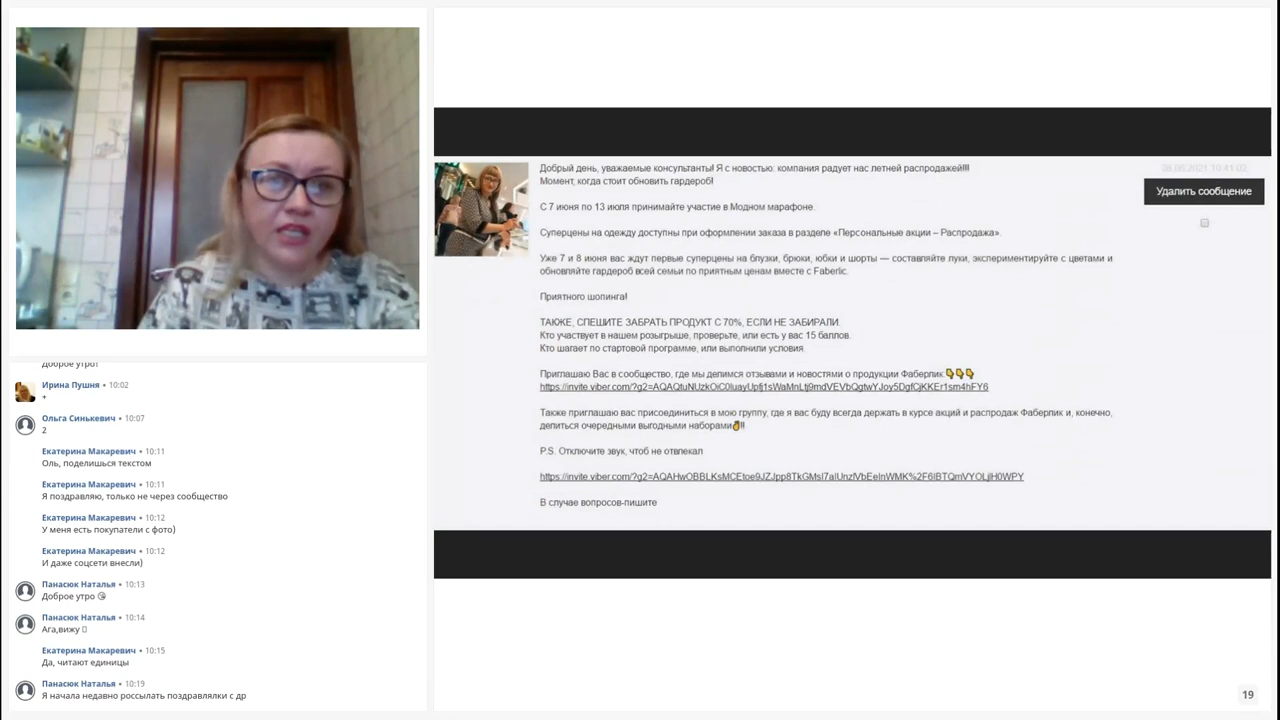 Доброе утро!
Ирина Пушня • 10:02
+
Ольга Синькевич • 10:07
2
Екатерина Макаревич • 10:11
Оль, поделишься текстом
Екатерина Макаревич • 10:11
Я поздравляю, только не через сообщество
Екатерина Макаревич • 10:12
У меня есть покупатели с фото)
Екатерина Макаревич • 10:12
И даже соцсети внесли)
Панасюк Наталья • 10:13
Доброе утро 😘
Панасюк Наталья • 10:14
Ага,вижу
Екатерина Макаревич • 10:15
Да, читают единицы
Панасюк Наталья • 10:19
Я начала недавно россылать поздравлялки с др
Добрый день, уважаемые консультанты! Я с новостью: компания радует нас летней распродажей!!!
Момент, когда стоит обновить гардероб!
С 7 июня по 13 июля принимайте участие в Модном марафоне.
Суперцены на одежду доступны при оформлении заказа в разделе «Персональные акции – Распродажа».
Уже 7 и 8 июня вас ждут первые суперцены на блузки, брюки, юбки и шорты — составляйте луки, экспериментируйте с цветами и
обновляйте гардероб всей семьи по приятным ценам вместе с Faberlic.
Приятного шопинга!
ТАКЖЕ, СПЕШИТЕ ЗАБРАТЬ ПРОДУКТ С 70%, ЕСЛИ НЕ ЗАБИРАЛИ.
Кто участвует в нашем розыгрыше, проверьте, или есть у вас 15 баллов.
Кто шагает по стартовой программе, или выполнили условия.
Приглашаю Вас в сообщество, где мы делимся отзывами и новостями о продукции Фаберлик 👇👇👇
Также приглашаю вас присоединиться в мою группу, где я вас буду всегда держать в курсе акций и распродаж Фаберлик и, конечно,
делиться очередными выгодными наборами✌!!
P.S. Отключите звук, чтоб не отвлекал
В случае вопросов-пишите
Удалить сообщение
19